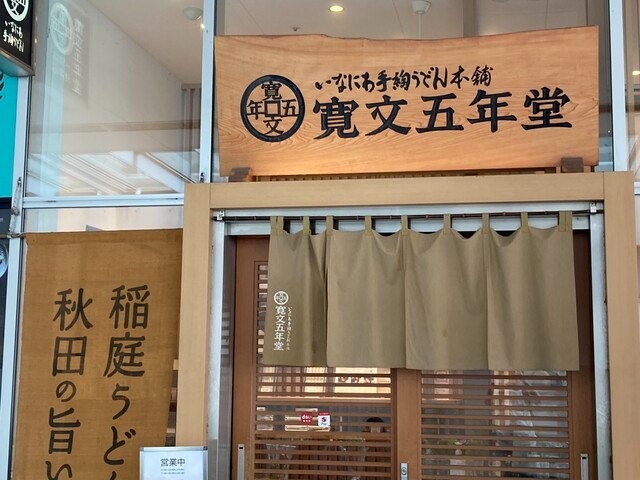 いなにわ手綯うどん本舗
寛文五年堂
寛文五年
寛文五年堂
稲庭うどん
秋田の旨い
営業中